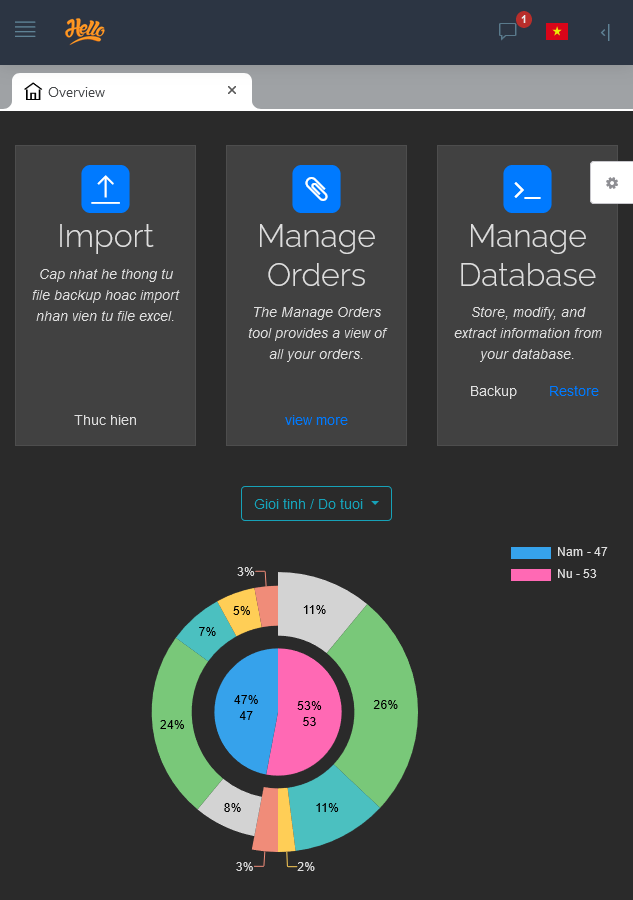 Hello
1
Overview
Import
Cap nhat he thong tu
file backup hoac import
nhan vien tu file excel.
Thuc hien
Manage
Orders
The Manage Orders
tool provides a view of
all your orders.
view more
Manage
Database
Store, modify, and
extract information from
your database.
Backup Restore
Gioi tinh / Do tuoi
Nam - 47
Nu - 53
3%
11%
5%
7%
26%
24%
47%
47
53%
53
8%
11%
3%
2%